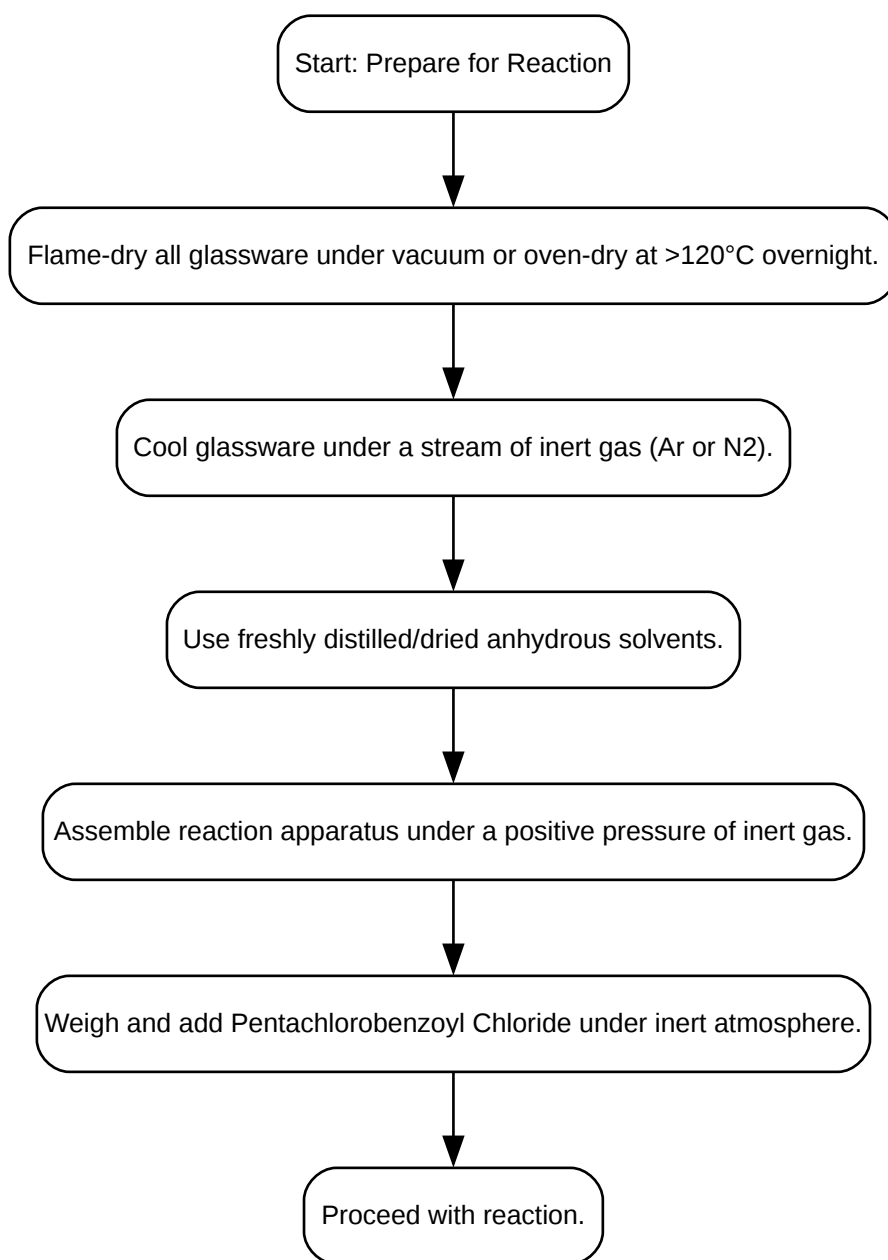 Start: Prepare for Reaction
Flame-dry all glassware under vacuum or oven-dry at >120°C overnight.
Cool glassware under a stream of inert gas (Ar or N2).
Use freshly distilled/dried anhydrous solvents.
Assemble reaction apparatus under a positive pressure of inert gas.
Weigh and add Pentachlorobenzoyl Chloride under inert atmosphere.
Proceed with reaction.